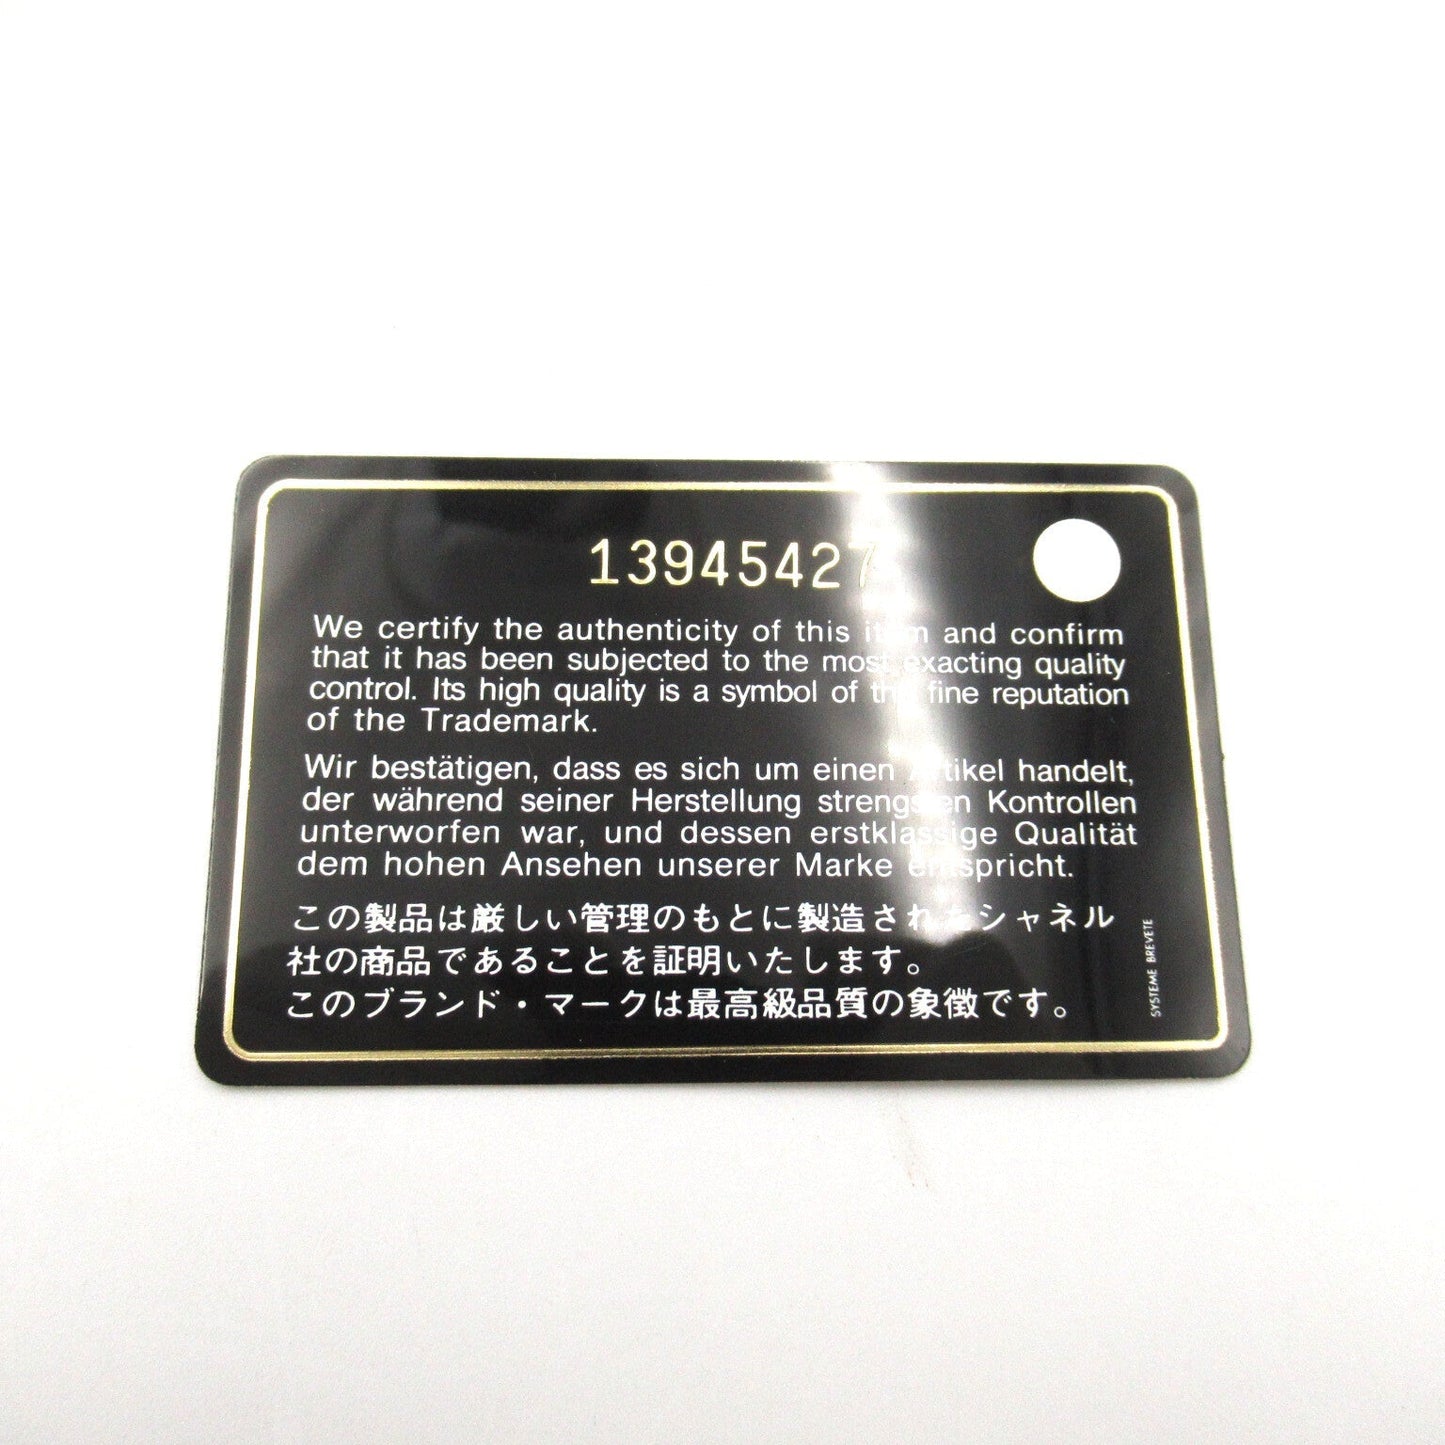 13945427
We certify the authenticity of this item and confirm
that it has been subjected to the most exacting quality
control. Its high quality is a symbol of the fine reputation
of the Trademark.
Wir bestätigen, dass es sich um einen Artikel handelt,
der während seiner Herstellung strengsten Kontrollen
unterworfen war, und dessen erstklassige Qualität
dem hohen Ansehen unserer Marke entspricht.
この製品は厳しい管理のもとに製造されたシャネル
社の商品であることを証明いたします。
このブランド・マークは最高級品質の象徴です。
SYSTEME BREVETE